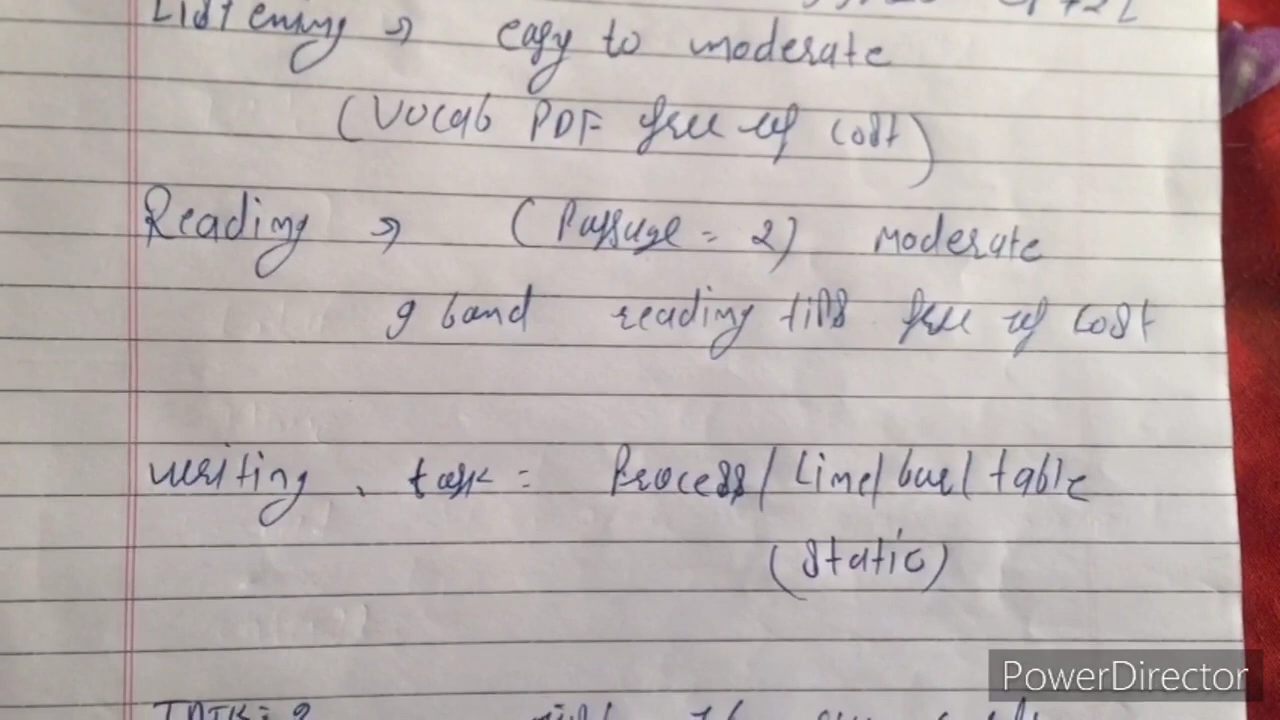 Listening → easy to moderate
(Vocab PDF free of cost)
Reading → (Passage = 2) moderate
9 band reading tips free of cost
writing . task = Process/Line/bar/table
(static)
PowerDirector